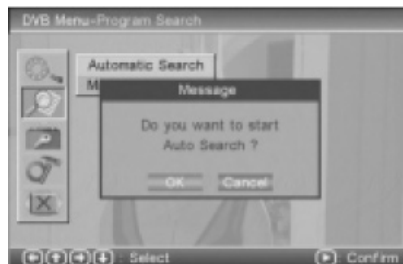 DVB Menu-Program Search
Automatic Search
M
Message
Do you want to start
Auto Search ?
OK
Cancel
: Select
: Confirm